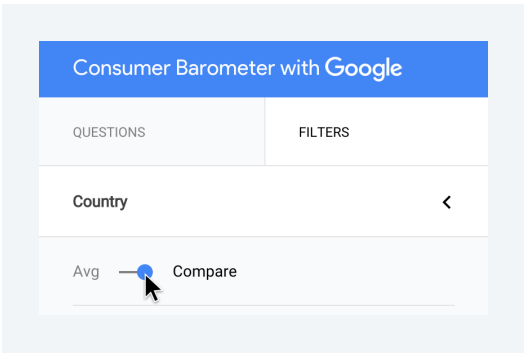 Consumer Barometer with Google
QUESTIONS
FILTERS
Country
Avg
Compare